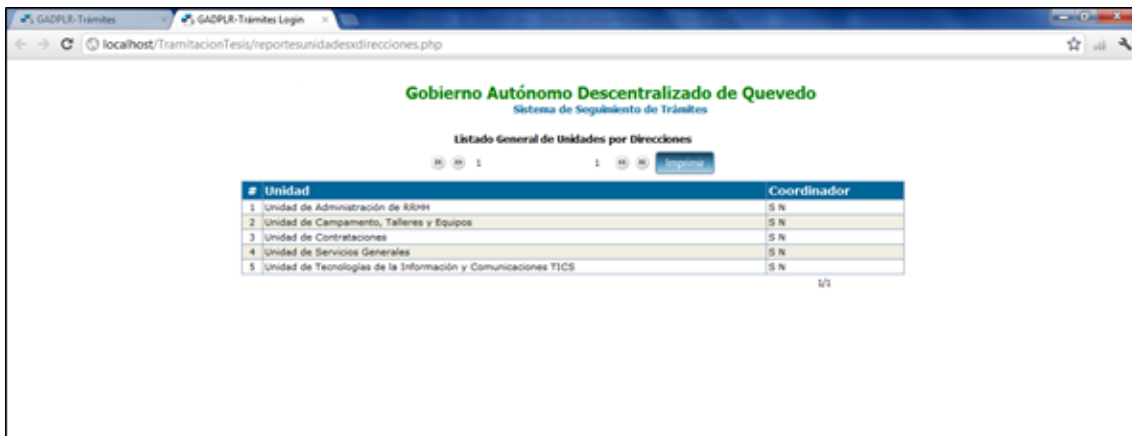 GADPLR-Trámites
GADPLR-Trámites Login
localhost/TramitacionTesis/reportesunidadesxdirecciones.php
Gobierno Autónomo Descentralizado de Quevedo
Sistema de Seguimiento de Trámites
Listado General de Unidades por Direcciones
1 1 Imprimir
# Unidad Coordinador
1 Unidad de Administración de RRHH S N
2 Unidad de Campamento, Talleres y Equipos S N
3 Unidad de Contrataciones S N
4 Unidad de Servicios Generales S N
5 Unidad de Tecnologías de la Información y Comunicaciones TICS S N
1/1